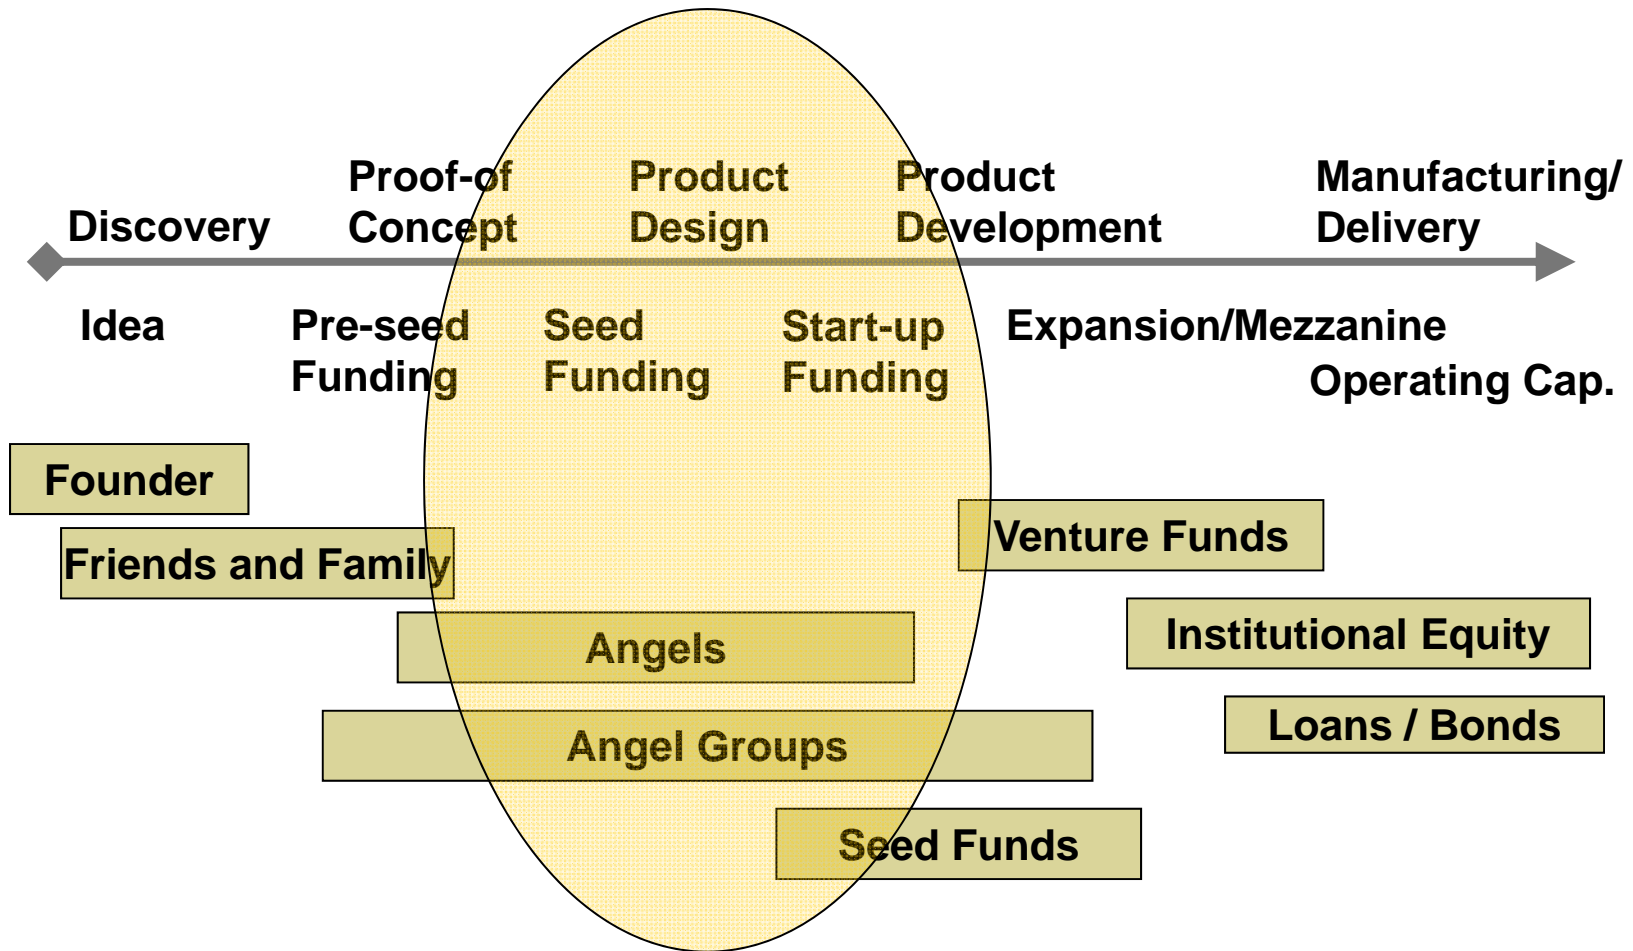 Discovery
Proof-of
Concept
Product
Design
Product
Development
Manufacturing/
Delivery
Idea
Pre-seed
Funding
Seed
Funding
Start-up
Funding
Expansion/Mezzanine
Operating Cap.
Founder
Friends and Family
Angels
Angel Groups
Seed Funds
Venture Funds
Institutional Equity
Loans / Bonds